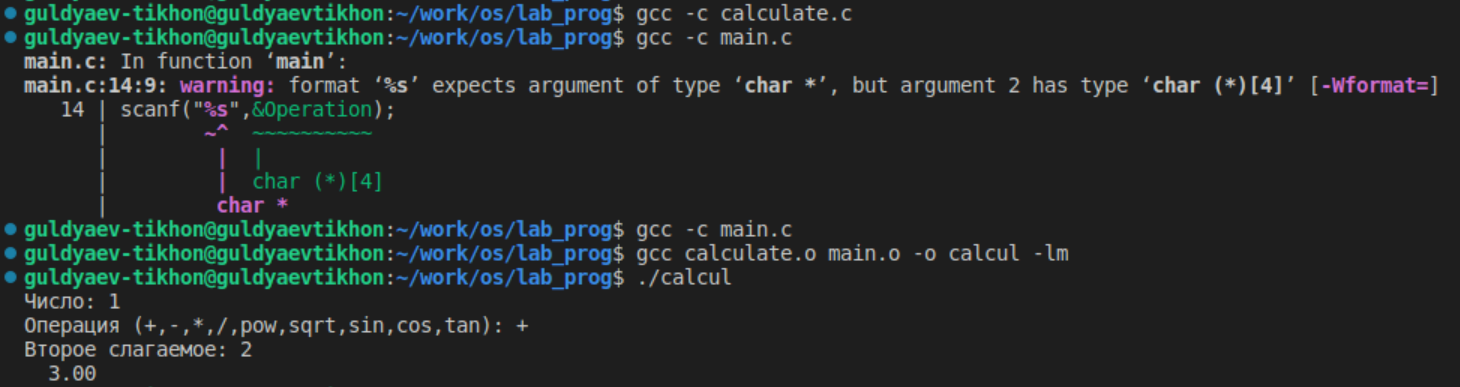 guldyaev-tikhon@guldyaevtikhon:~/work/os/lab_prog$ gcc -c calculate.c
guldyaev-tikhon@guldyaevtikhon:~/work/os/lab_prog$ gcc -c main.c
main.c: In function ‘main’:
main.c:14:9: warning: format ‘%s’ expects argument of type ‘char *’, but argument 2 has type ‘char (*)[4]’ [-Wformat=]
   14 | scanf("%s",&Operation);
      |        ~^  ~~~~~~~~~~
      |         |  |
      |         |  char (*)[4]
      |         char *
guldyaev-tikhon@guldyaevtikhon:~/work/os/lab_prog$ gcc -c main.c
guldyaev-tikhon@guldyaevtikhon:~/work/os/lab_prog$ gcc calculate.o main.o -o calcul -lm
guldyaev-tikhon@guldyaevtikhon:~/work/os/lab_prog$ ./calcul
Число: 1
Операция (+,-,*,/,pow,sqrt,sin,cos,tan): +
Второе слагаемое: 2
  3.00